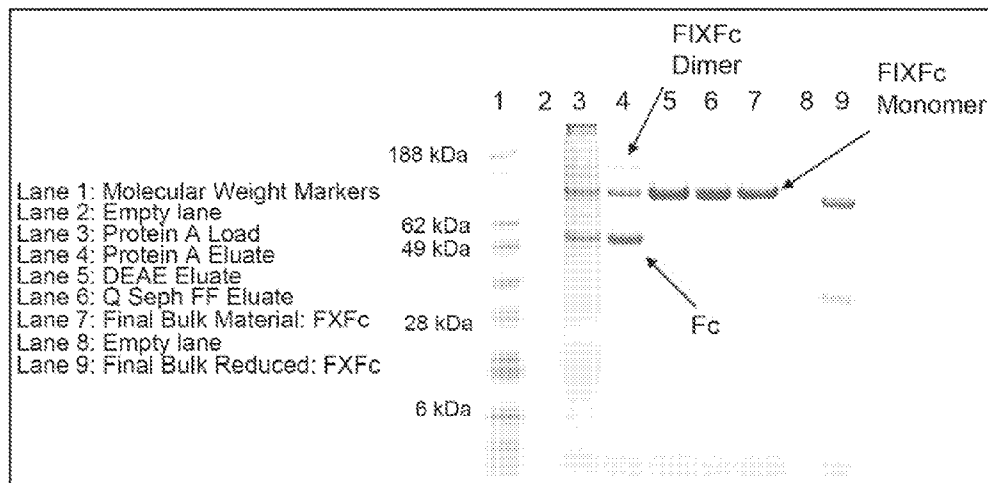 FIXFc
Dimer
FIXFc
Monomer
1 2 3 4 5 6 7 8 9
188 kDa
Lane 1: Molecular Weight Markers
Lane 2: Empty lane
62 kDa
Lane 3: Protein A Load
49 kDa
Lane 4: Protein A Eluate
Lane 5: DEAE Eluate
Lane 6: Q Seph FF Eluate
Lane 7: Final Bulk Material: FXFc
28 kDa
Fc
Lane 8: Empty lane
Lane 9: Final Bulk Reduced: FXFc
6 kDa